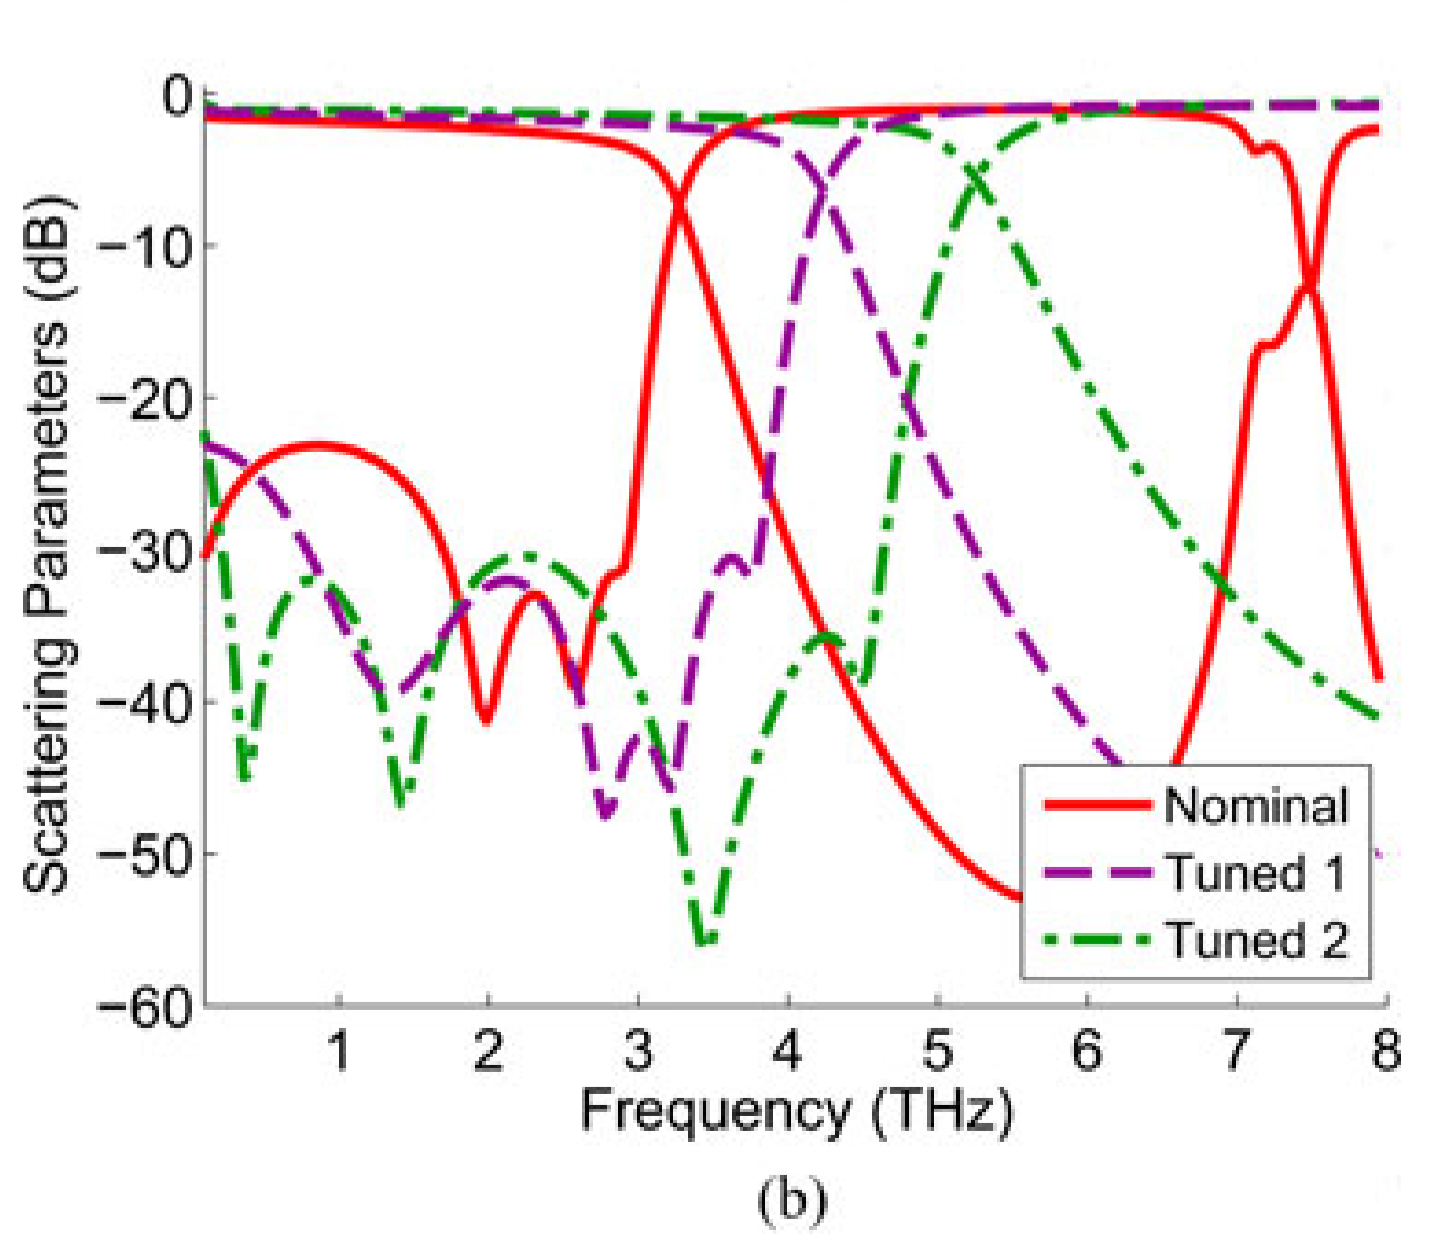 Scattering Parameters (dB)
0
−10
−20
−30
−40
−50
−60
Nominal
Tuned 1
Tuned 2
1 2 3 4 5 6 7 8
Frequency (THz)
(b)